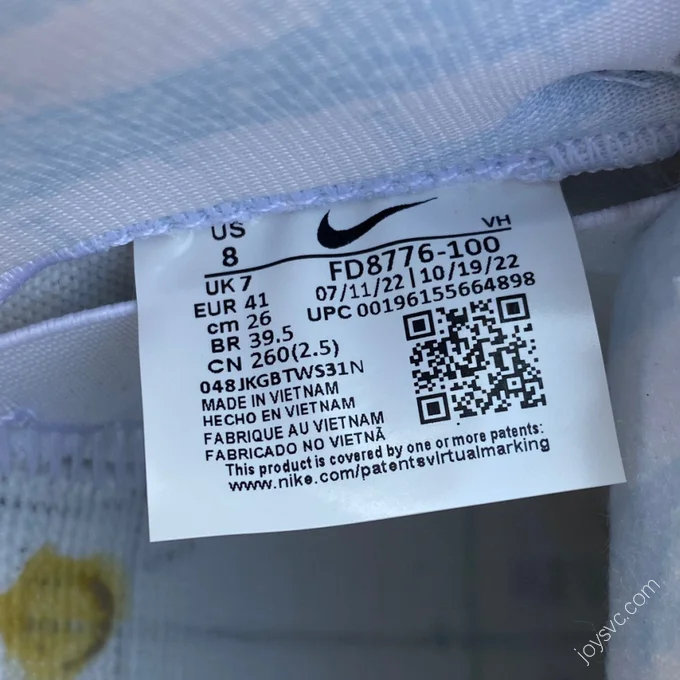 US
8
VH
FD8776-100
07/11/22 | 10/19/22
UPC 00196155664898
UK 7
EUR 41
cm 26
BR 39.5
CN 260(2.5)
048JKGBTWS31N
MADE IN VIETNAM
HECHO EN VIETNAM
FABRIQUE AU VIETNAM
FABRICADO NO VIETNÃ
This product is covered by one or more patents:
www.nike.com/patentsvirtualmarking
joysvc.com